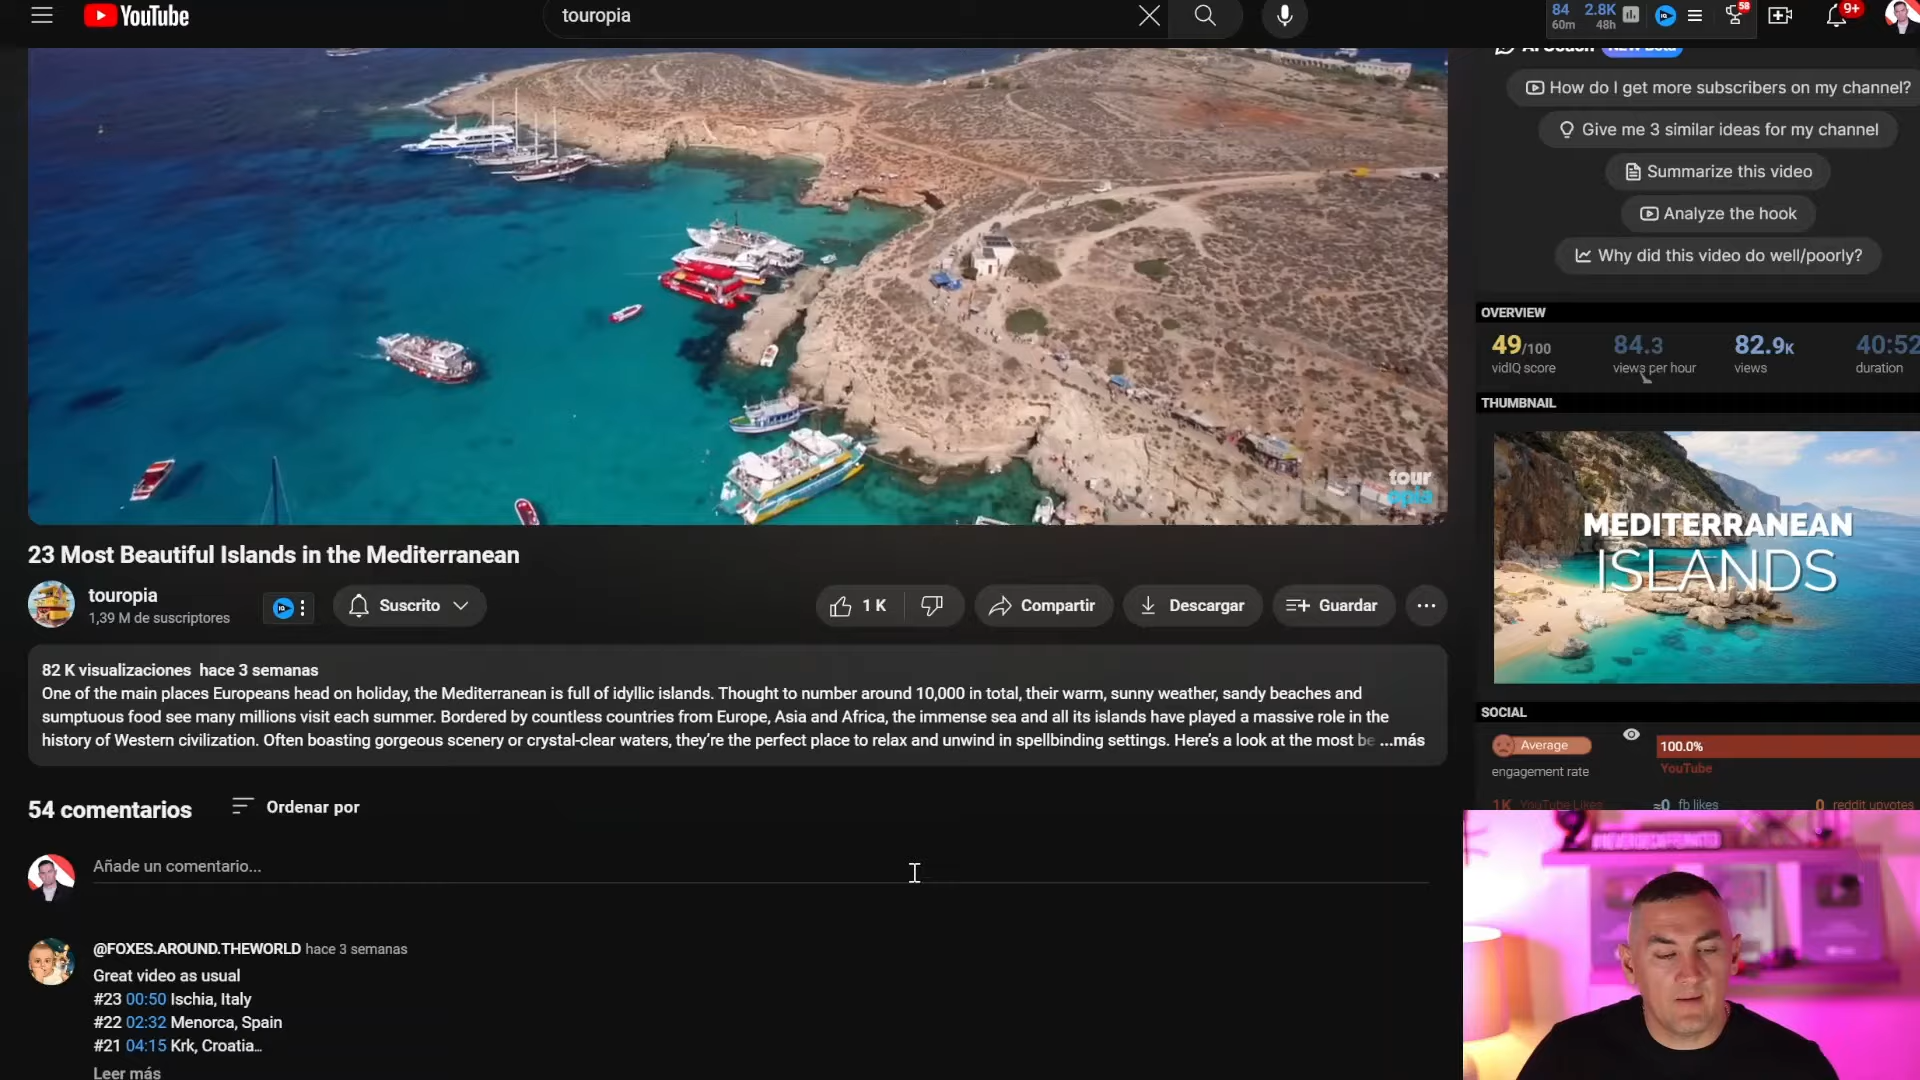 YouTube
touropia
84 2.8K
60m 48h
58
9+
How do I get more subscribers on my channel?
Give me 3 similar ideas for my channel
Summarize this video
Analyze the hook
Why did this video do well/poorly?
OVERVIEW
49/100 84.3 82.9K 40:52
vidIQ score views per hour views duration
THUMBNAIL
MEDITERRANEAN
ISLANDS
tour
opia
23 Most Beautiful Islands in the Mediterranean
touropia
1,39 M de suscriptores
Suscrito
1 K
Compartir
Descargar
Guardar
82 K visualizaciones hace 3 semanas
One of the main places Europeans head on holiday, the Mediterranean is full of idyllic islands. Thought to number around 10,000 in total, their warm, sunny weather, sandy beaches and
sumptuous food see many millions visit each summer. Bordered by countless countries from Europe, Asia and Africa, the immense sea and all its islands have played a massive role in the
history of Western civilization. Often boasting gorgeous scenery or crystal-clear waters, they're the perfect place to relax and unwind in spellbinding settings. Here's a look at the most be ...más
SOCIAL
Average 100.0%
engagement rate YouTube
1K YouTube Likes ≈0 fb likes 0 reddit upvotes
54 comentarios
Ordenar por
Añade un comentario...
@FOXES.AROUND.THEWORLD hace 3 semanas
Great video as usual
#23 00:50 Ischia, Italy
#22 02:32 Menorca, Spain
#21 04:15 Krk, Croatia...
Leer más